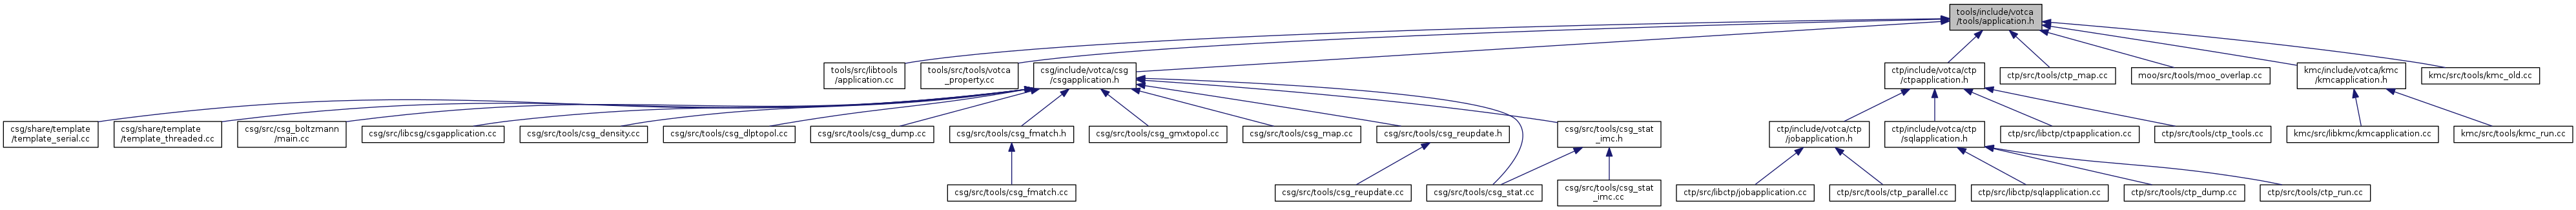 tools/include/votca
/tools/application.h
tools/src/libtools
/application.cc
tools/src/tools/votca
_property.cc
csg/include/votca/csg
/csgapplication.h
ctp/include/votca/ctp
/ctpapplication.h
ctp/src/tools/ctp_map.cc
moo/src/tools/moo_overlap.cc
kmc/include/votca/kmc
/kmcapplication.h
kmc/src/tools/kmc_old.cc
csg/share/template
/template_serial.cc
csg/share/template
/template_threaded.cc
csg/src/csg_boltzmann
/main.cc
csg/src/libcsg/csgapplication.cc
csg/src/tools/csg_density.cc
csg/src/tools/csg_dlptopol.cc
csg/src/tools/csg_dump.cc
csg/src/tools/csg_fmatch.h
csg/src/tools/csg_gmxtopol.cc
csg/src/tools/csg_map.cc
csg/src/tools/csg_reupdate.h
csg/src/tools/csg_stat
_imc.h
ctp/include/votca/ctp
/jobapplication.h
ctp/include/votca/ctp
/sqlapplication.h
ctp/src/libctp/ctpapplication.cc
ctp/src/tools/ctp_tools.cc
kmc/src/libkmc/kmcapplication.cc
kmc/src/tools/kmc_run.cc
csg/src/tools/csg_fmatch.cc
csg/src/tools/csg_reupdate.cc
csg/src/tools/csg_stat.cc
csg/src/tools/csg_stat
_imc.cc
ctp/src/libctp/jobapplication.cc
ctp/src/tools/ctp_parallel.cc
ctp/src/libctp/sqlapplication.cc
ctp/src/tools/ctp_dump.cc
ctp/src/tools/ctp_run.cc